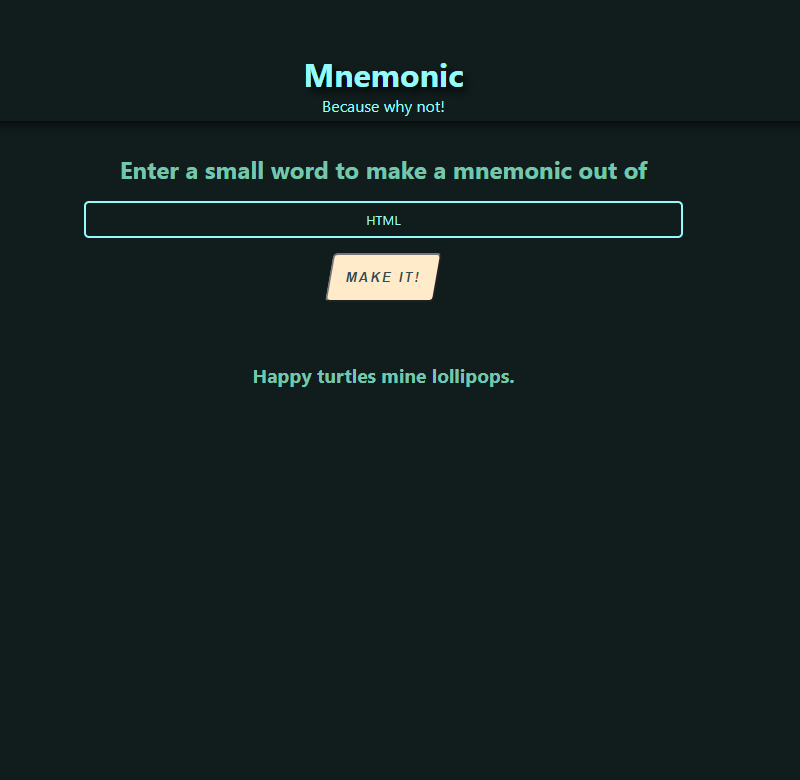 Mnemonic
Because why not!
Enter a small word to make a mnemonic out of
HTML
MAKE IT!
Happy turtles mine lollipops.